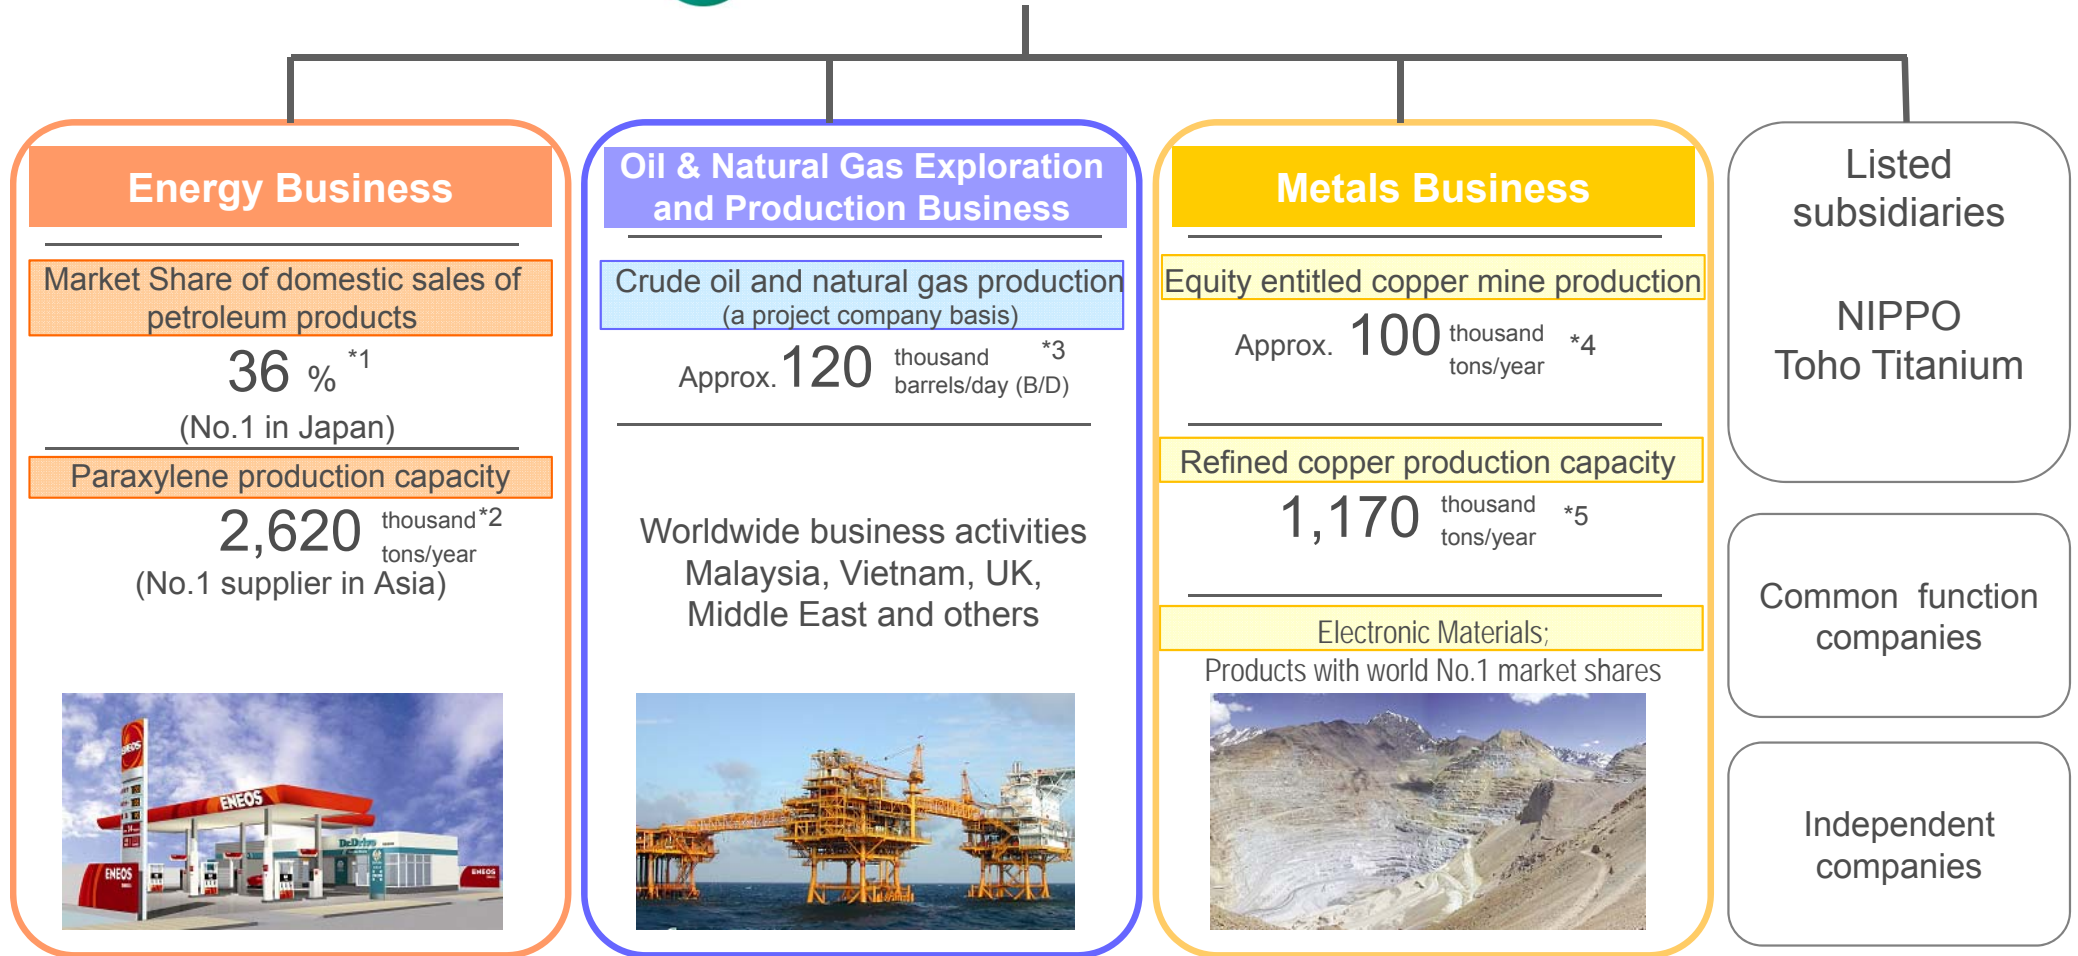 Energy Business
Market Share of domestic sales of
petroleum products
36 % *1
(No.1 in Japan)
Paraxylene production capacity
2,620 thousand *2
tons/year
(No.1 supplier in Asia)
ENEOS
ENEOS
Dr.Drive
ENEOS
ENEOS
Oil & Natural Gas Exploration
and Production Business
Crude oil and natural gas production
(a project company basis)
Approx. 120 thousand *3
barrels/day (B/D)
Worldwide business activities
Malaysia, Vietnam, UK,
Middle East and others
Metals Business
Equity entitled copper mine production
Approx. 100 thousand *4
tons/year
Refined copper production capacity
1,170 thousand *5
tons/year
Electronic Materials;
Products with world No.1 market shares
Listed
subsidiaries
NIPPO
Toho Titanium
Common function
companies
Independent
companies